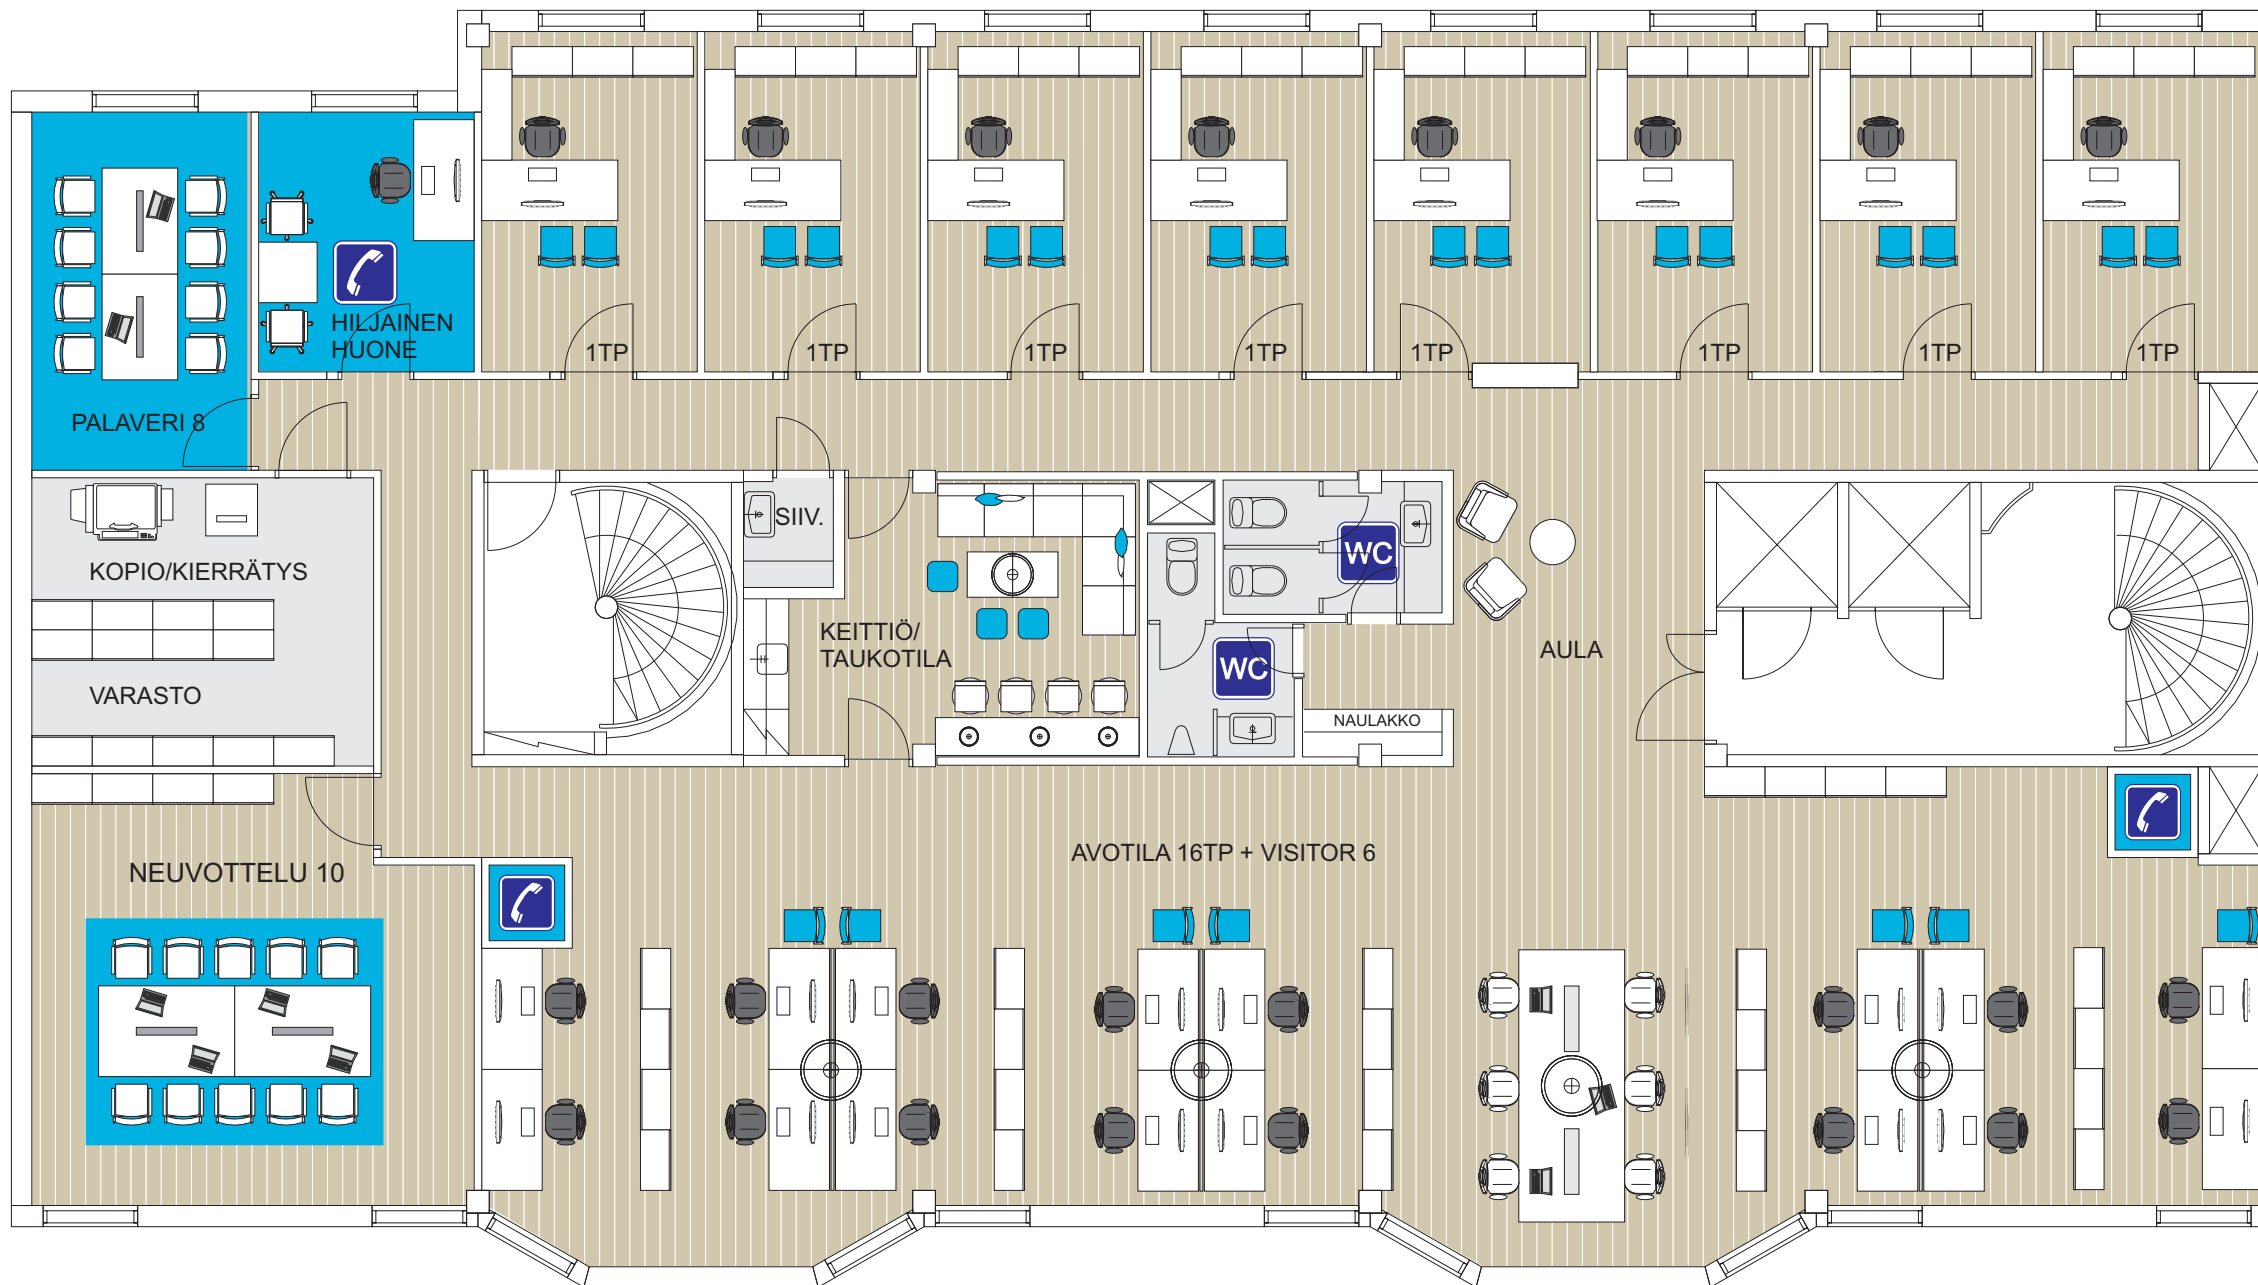 HILJAINEN
HUONE
1TP
1TP
1TP
1TP
1TP
1TP
1TP
1TP
PALAVERI 8
SIIV.
WC
KOPIO/KIERRÄTYS
KEITTIÖ/
TAUKOTILA
WC
AULA
VARASTO
NAULAKKO
AVOTILA 16TP + VISITOR 6
NEUVOTTELU 10